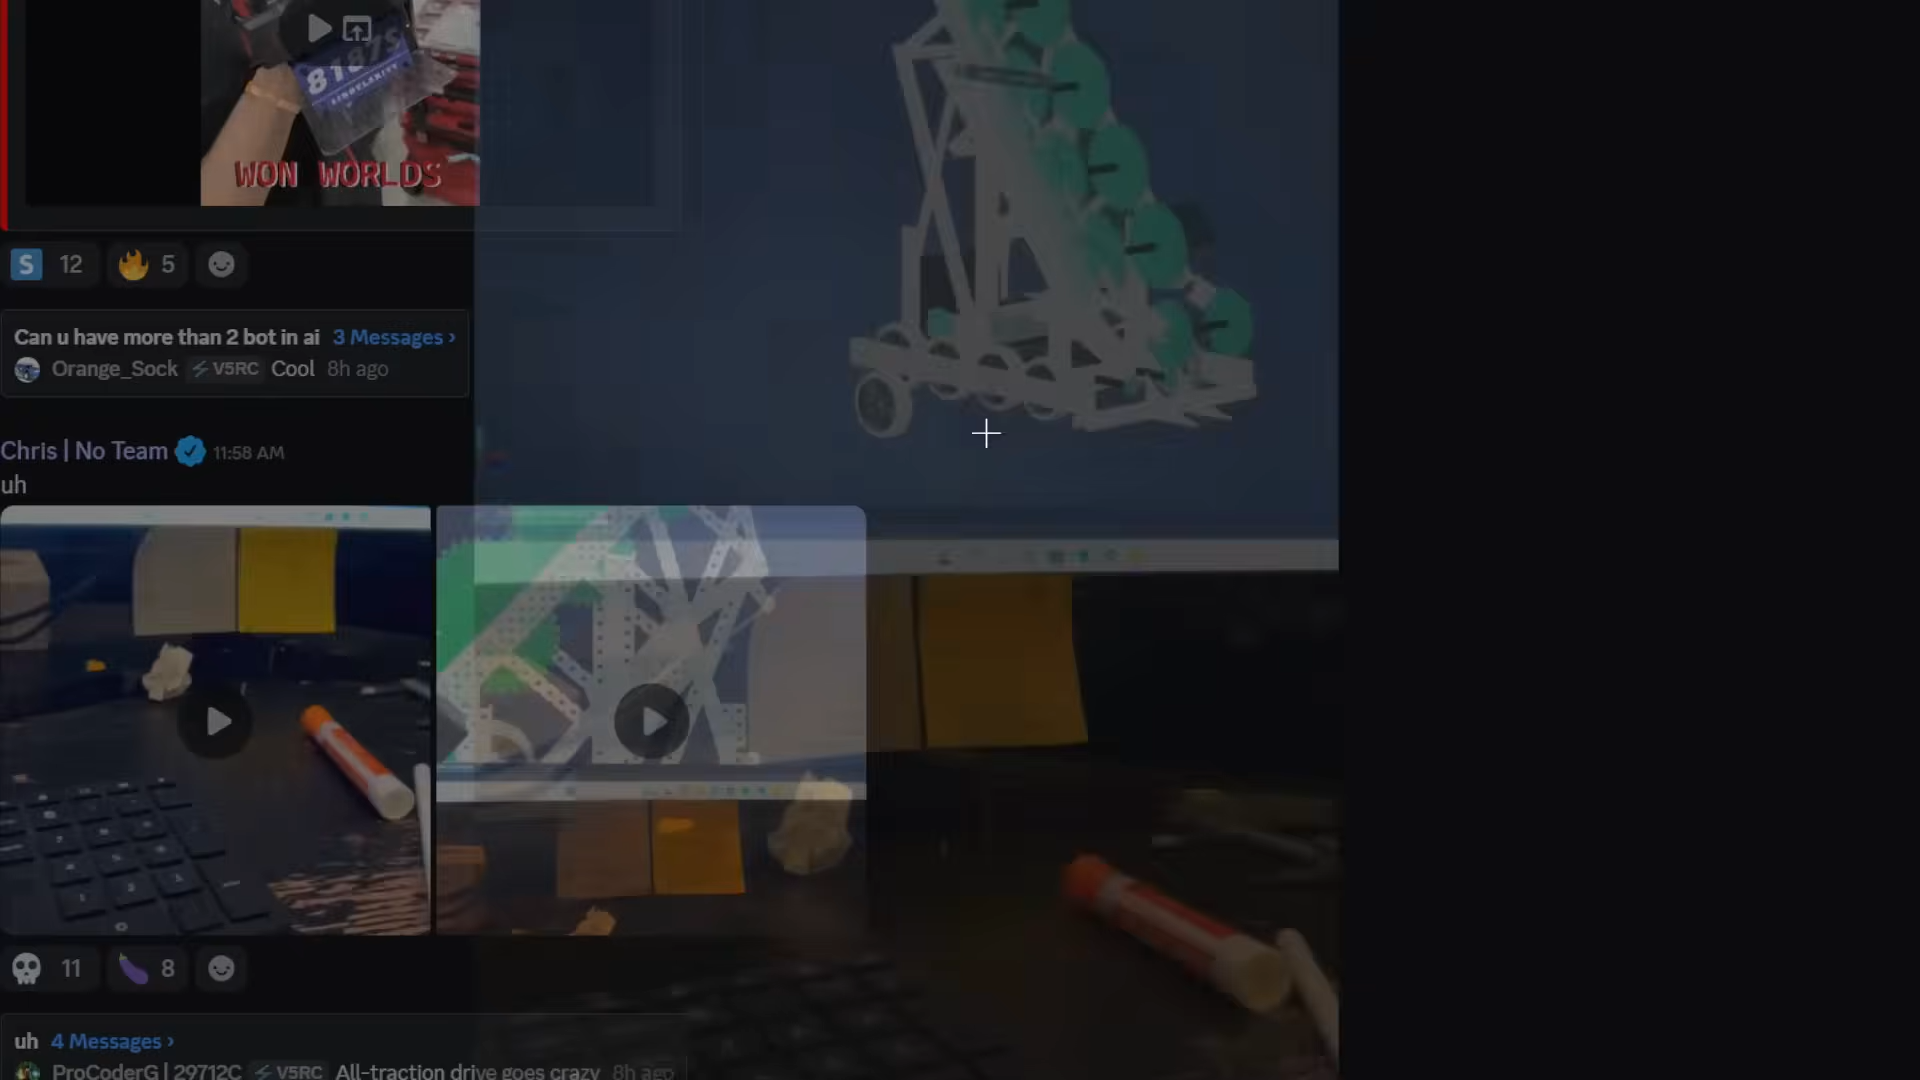 8187S
SINGULARITY
WON WORLDS
S 12 5
Can u have more than 2 bot in ai 3 Messages ›
Orange_Sock V5RC Cool 8h ago
Chris | No Team 11:58 AM
uh
11 8
uh 4 Messages ›
ProCoderG | 29712C V5RC All-traction drive goes crazy 8h ago